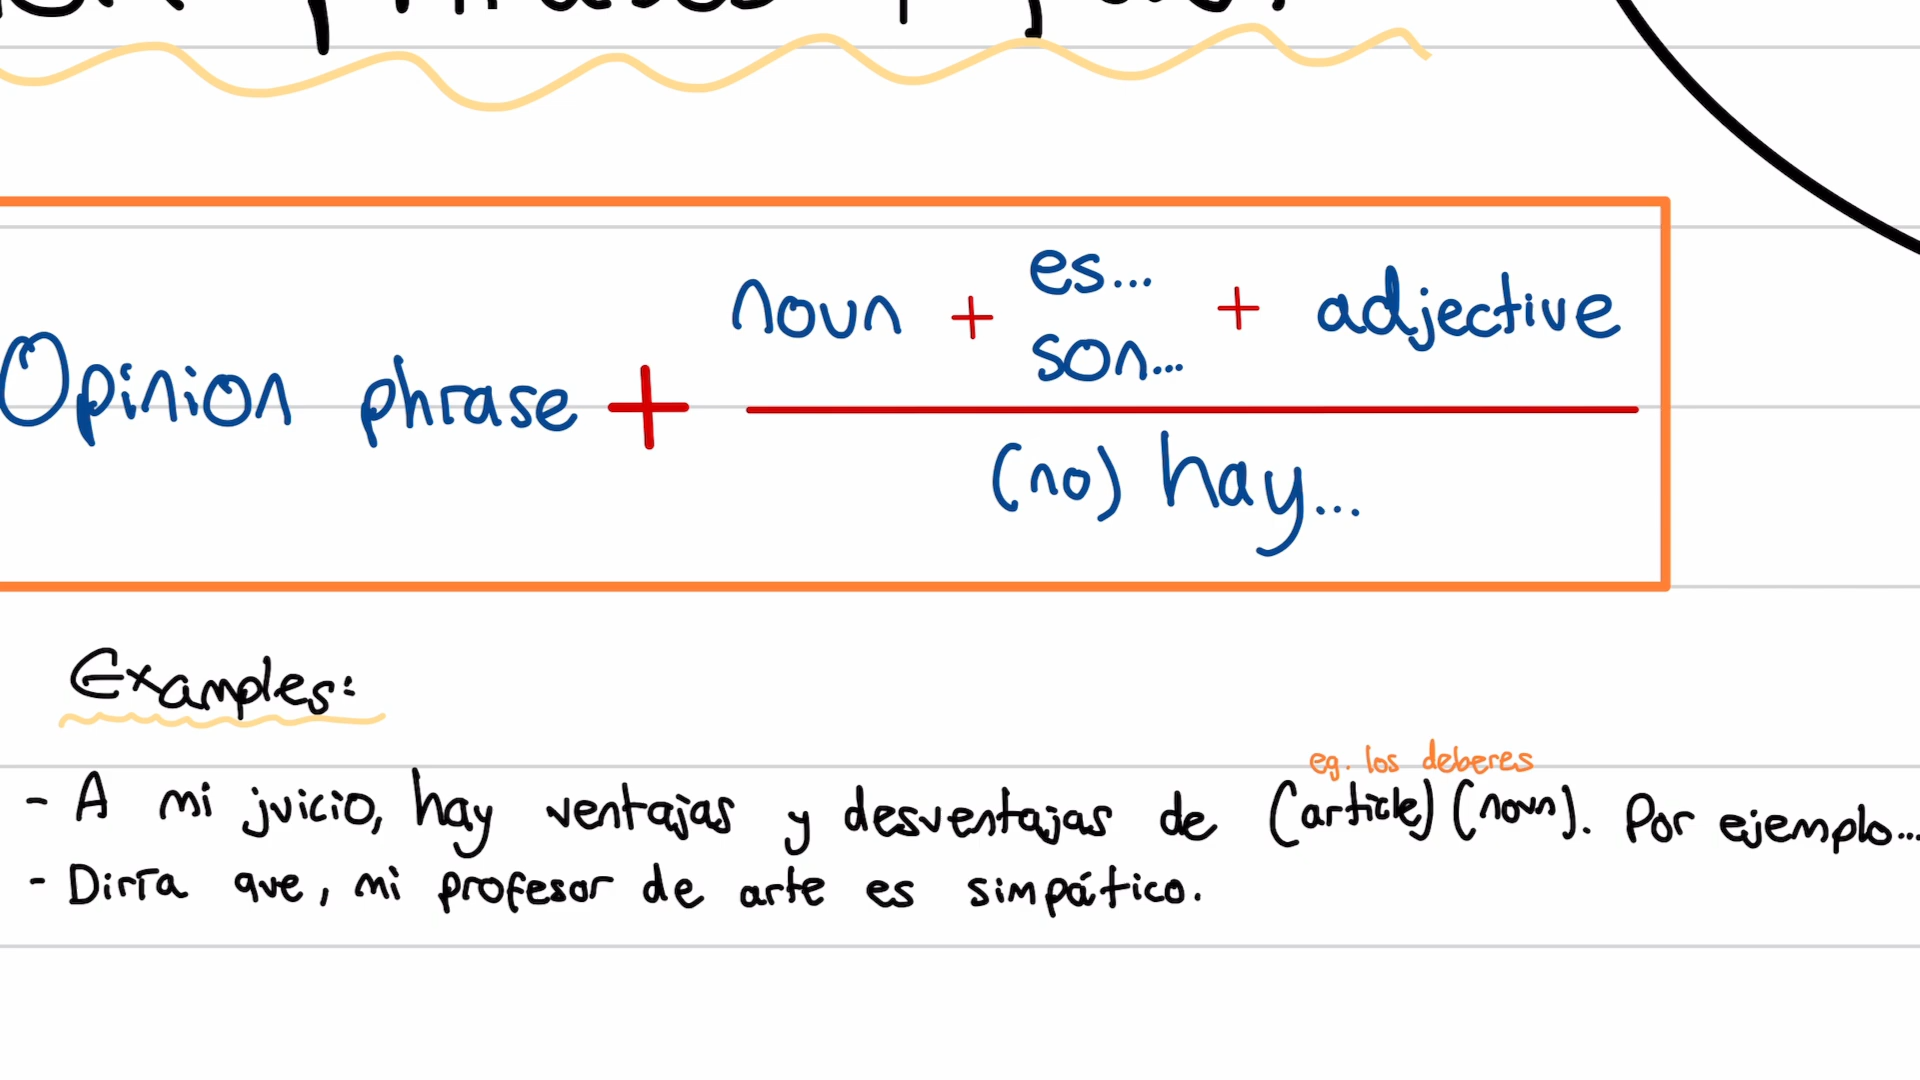 phrases
noun + es... + adjective
son...
Opinion phrase +
(no) hay...
Examples:
eg. los deberes
- A mi juicio, hay ventajas y desventajas de (article) (noun). Por ejemplo...
- Diría que, mi profesor de arte es simpático.